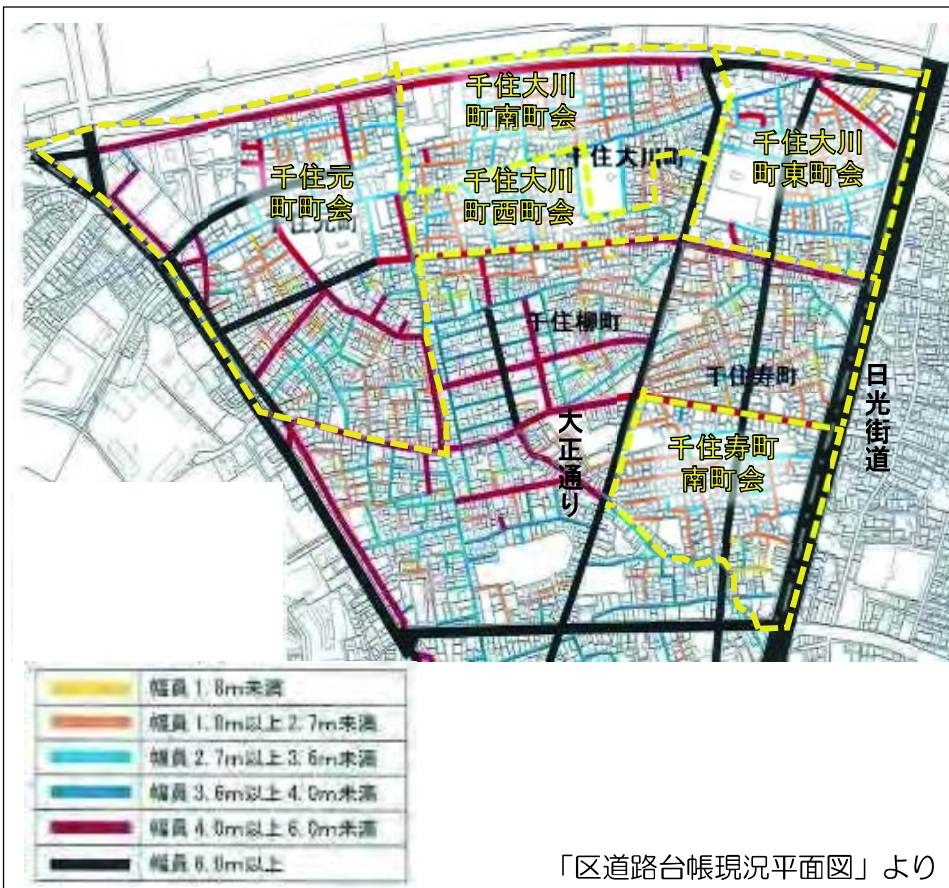 千住大川
町南町会
千住大川町
千住大川
町東町会
千住元
町町会
千住大川
町西町会
千住柳町
千住寿町
日光街道
大正通り
千住寿町
南町会
幅員1.8m未満
幅員1.8m以上2.7m未満
幅員2.7m以上3.6m未満
幅員3.6m以上4.0m未満
幅員4.0m以上6.0m未満
幅員6.0m以上
「区道路台帳現況平面図」より